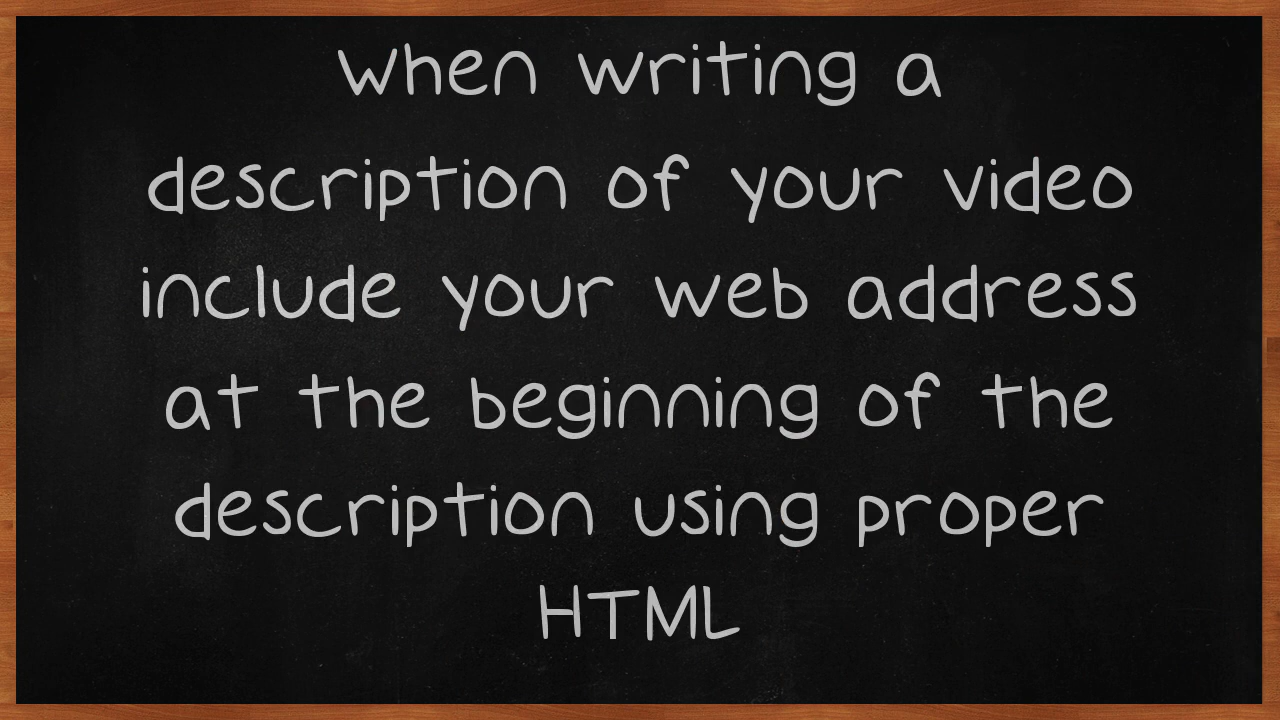 When writing a
description of your video
include your web address
at the beginning of the
description using proper
HTML